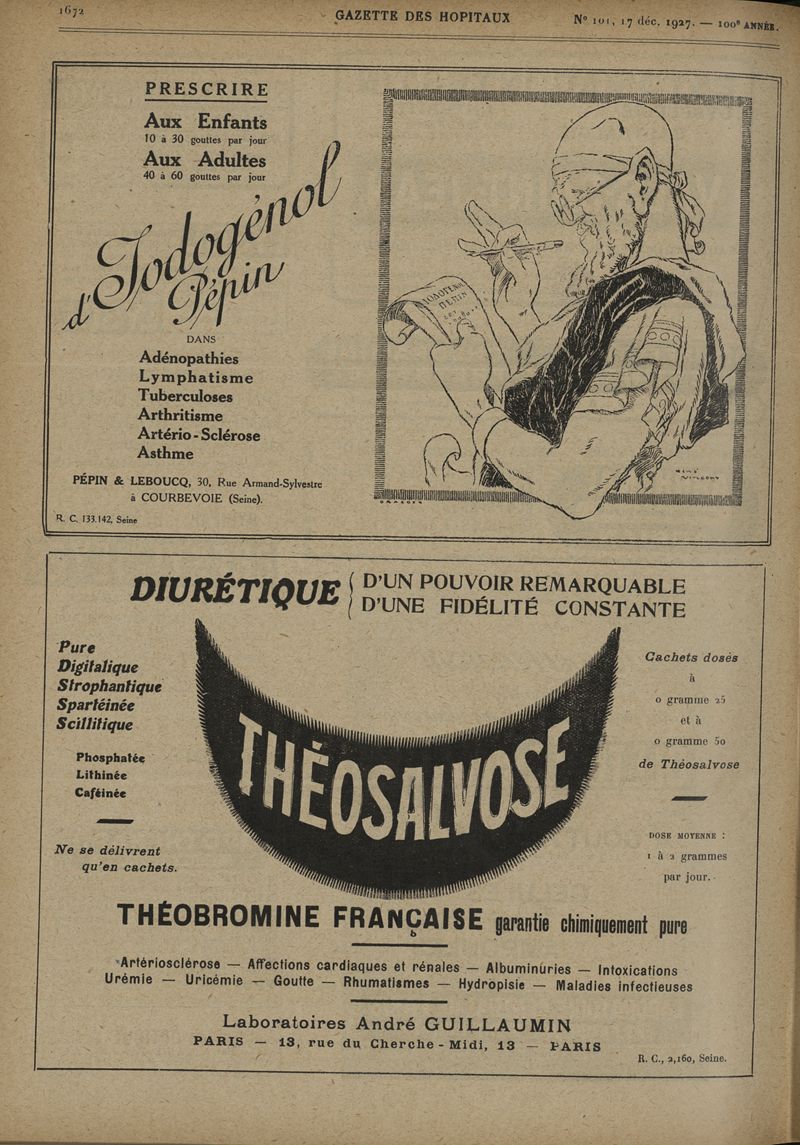 1672
GAZETTE DES HOPITAUX
N° 101, 17 déc. 1927. — 100e ANNÉE.
PRESCRIRE
Aux Enfants
10 à 30 gouttes par jour
Aux Adultes
40 à 60 gouttes par jour
d'Iodogénol
Pépin
DANS
Adénopathies
Lymphatisme
Tuberculoses
Arthritisme
Artério-Sclérose
Asthme
PÉPIN & LEBOUCQ, 30, Rue Armand-Sylvestre
à COURBEVOIE (Seine).
R. C. 133.142, Seine
IODOGÉNOL
PÉPIN
DIURÉTIQUE { D'UN POUVOIR REMARQUABLE
D'UNE FIDÉLITÉ CONSTANTE
Pure
Digitalique
Strophantique
Spartéinée
Scillitique
Phosphatée
Lithinée
Caféinée
Ne se délivrent
qu'en cachets.
THÉOSALVOSE
Cachets dosés
à
0 gramme 25
et à
0 gramme 50
de Théosalvose
DOSE MOYENNE :
1 à 2 grammes
par jour.
THÉOBROMINE FRANÇAISE garantie chimiquement pure
Artériosclérose — Affections cardiaques et rénales — Albuminuries — Intoxications
Urémie — Uricémie — Goutte — Rhumatismes — Hydropisie — Maladies infectieuses
Laboratoires André GUILLAUMIN
PARIS — 13, rue du Cherche-Midi, 13 — PARIS
R. C., 2,160, Seine.